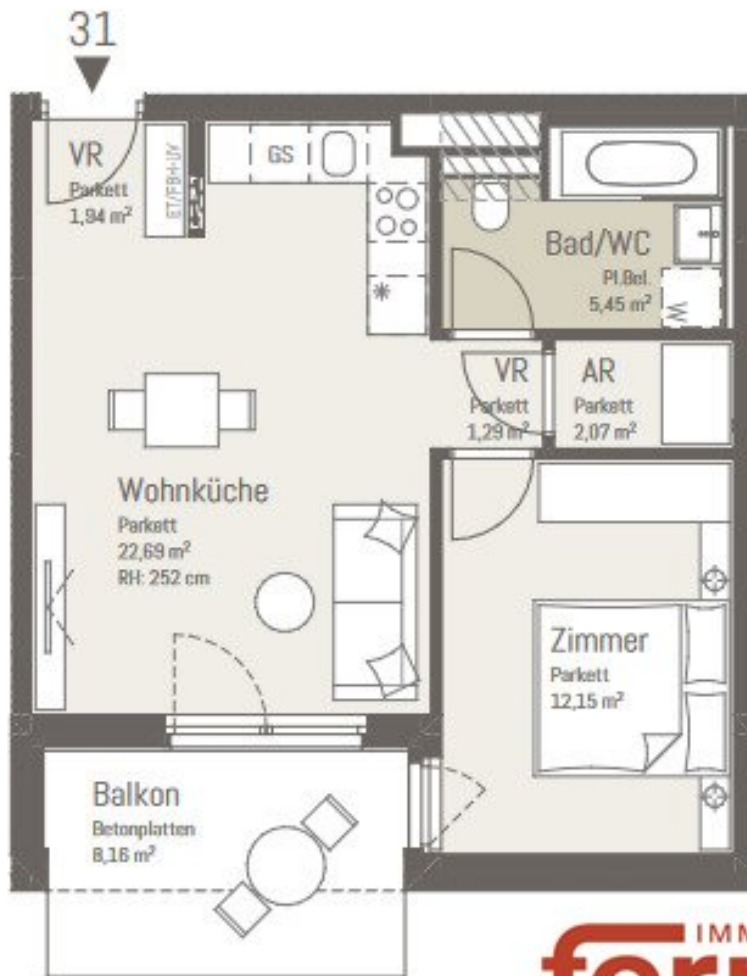 31
VR
Parkett
1,94 m²
ET/FBH-UV
GS
Bad/WC
Pl.Bel.
5,45 m²
W
VR
Parkett
1,29 m²
AR
Parkett
2,07 m²
Wohnküche
Parkett
22,69 m²
RH: 252 cm
Zimmer
Parkett
12,15 m²
Balkon
Betonplatten
8,16 m²
IMM